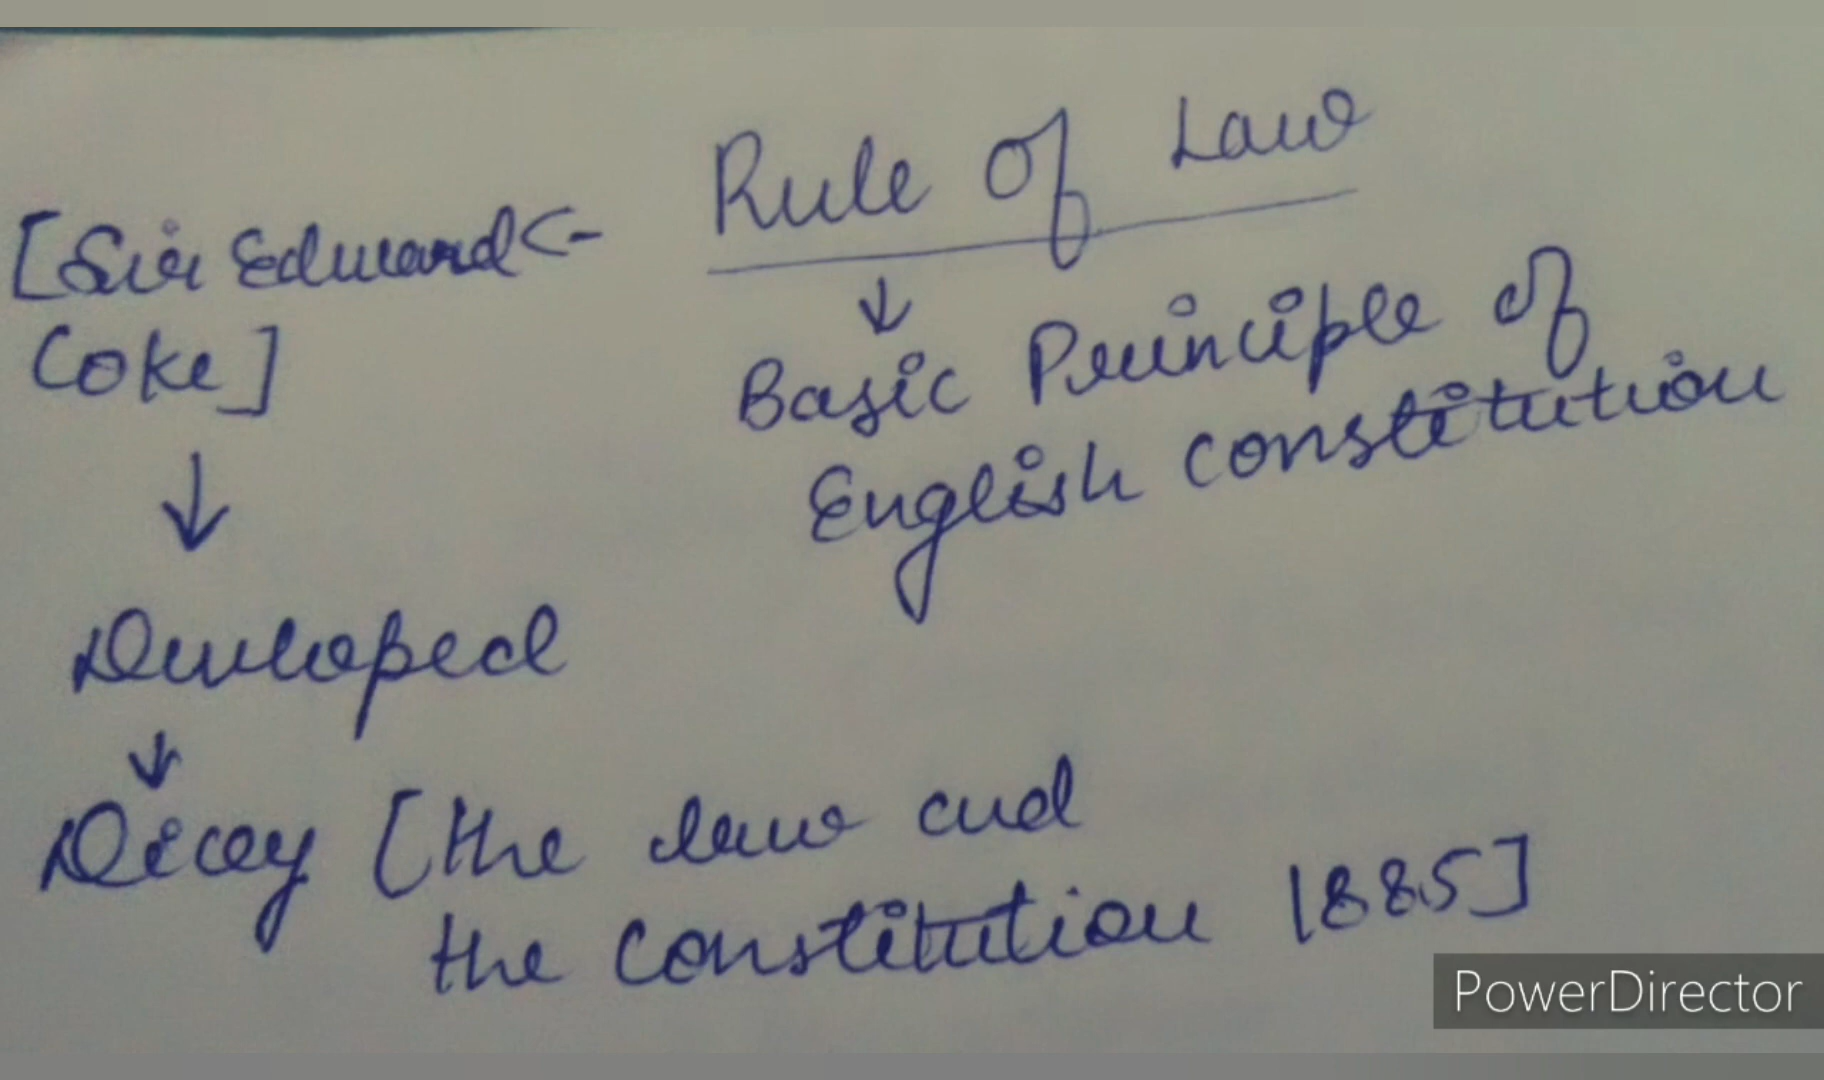 Rule of Law
[Sir Edward <-
Coke]
↓
Basic Principle of
English constitution
↓
Developed
↓
Dicey [the law and
the constitution 1885]
PowerDirector